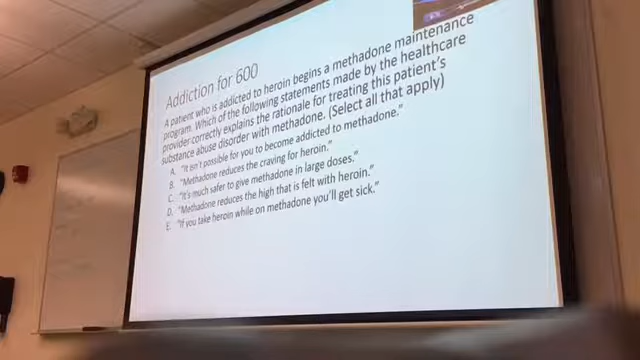 Addiction for 600
A patient who is addicted to heroin begins a methadone maintenance
program. Which of the following statements made by the healthcare
provider correctly explains the rationale for treating this patient's
substance abuse disorder with methadone. (Select all that apply)
A. "It isn't possible for you to become addicted to methadone."
B. "Methadone reduces the craving for heroin."
C. "It's much safer to give methadone in large doses."
D. "Methadone reduces the high that is felt with heroin."
E. "If you take heroin while on methadone you'll get sick."